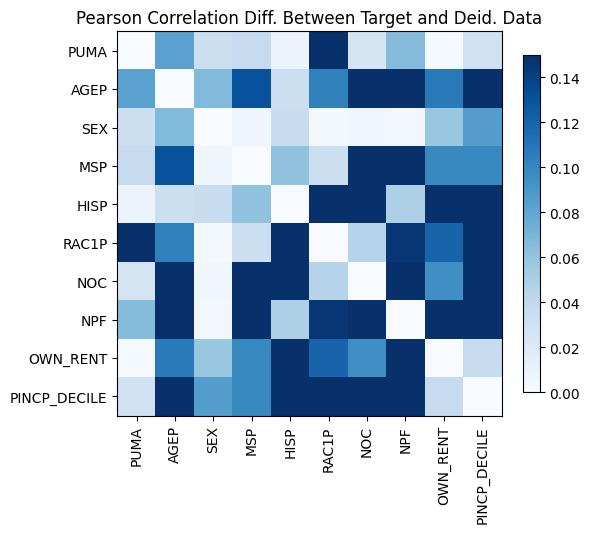 Pearson Correlation Diff. Between Target and Deid. Data
PUMA
AGEP
SEX
MSP
HISP
RAC1P
NOC
NPF
OWN_RENT
PINCP_DECILE
PUMA
AGEP
SEX
MSP
HISP
RAC1P
NOC
NPF
OWN_RENT
PINCP_DECILE
0.14
0.12
0.10
0.08
0.06
0.04
0.02
0.00